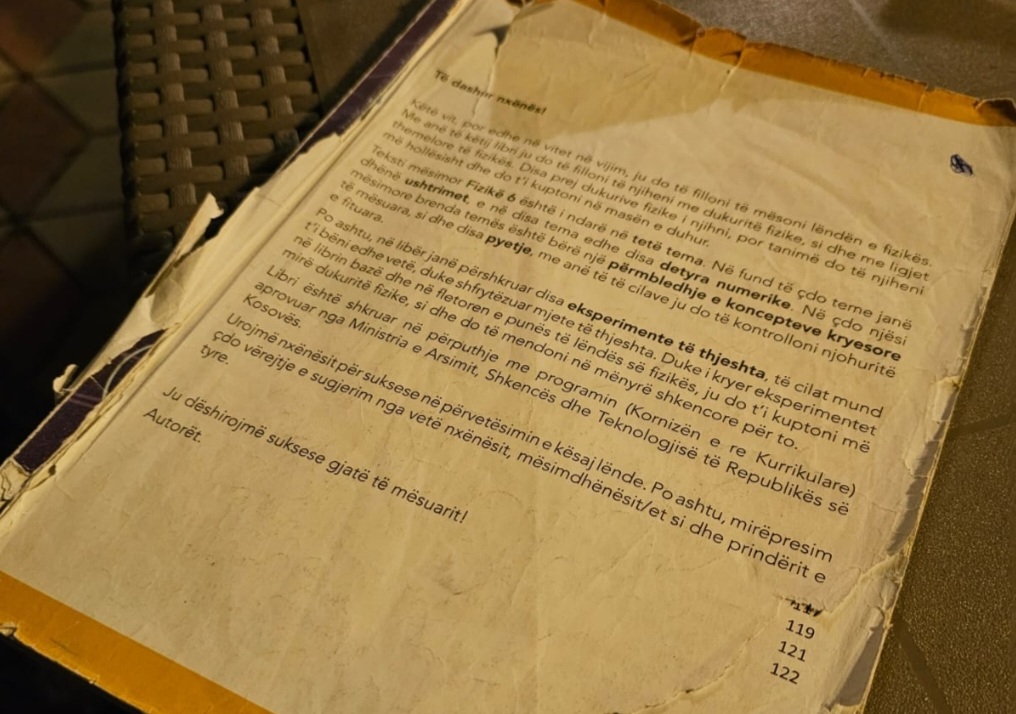 Të dashur nxënës!
Këtë vit, por edhe në vitet në vijim, ju do të filloni të mësoni lëndën e fizikës.
Me anë të këtij libri ju do të filloni të njiheni me dukuritë fizike, si dhe me ligjet
themelore të fizikës. Disa prej dukurive fizike i njihni, por tanimë do të njiheni
më hollësisht dhe do t'i kuptoni në masën e duhur.
Teksti mësimor Fizikë 6 është i ndaarë në tetë tema. Në fund të çdo teme janë
dhënë ushtrimet, e në disa tema edhe disa detyra numerike. Në çdo njësi
mësimore brenda temës është bërë një përmbledhje e koncepteve kryesore
të mësuara, si dhe disa pyetje, me anë të të cilave ju do të kontrolloni njohuritë
e fituara.
Po ashtu, në libër janë përshkruar disa eksperimente të thjeshta, të cilat mund
t'i bëni edhe vetë, duke shfrytëzuar mjete të thjeshta. Duke i kryer eksperimentet
në librin bazë dhe në fletoren e punës të lëndës së fizikës, ju do t'i kuptoni më
mirë dukuritë fizike, si dhe do të mendoni në mënyrë shkencore për to.
Libri është shkruar në përputhje me programin (Kornizën e re Kurrikulare)
aprovuar nga Ministria e Arsimit, Shkencës dhe Teknologjisë të Republikës së
Kosovës.
Urojmë nxënësit për suksese në përvetësimin e kësaj lënde. Po ashtu, mirëpresim
çdo vërejtje e sugjerim nga vetë nxënësit, mësimdhënësit/et si dhe prindërit e
tyre.
Ju dëshirojmë suksese gjatë të mësuarit!
Autorët.
119
121
122